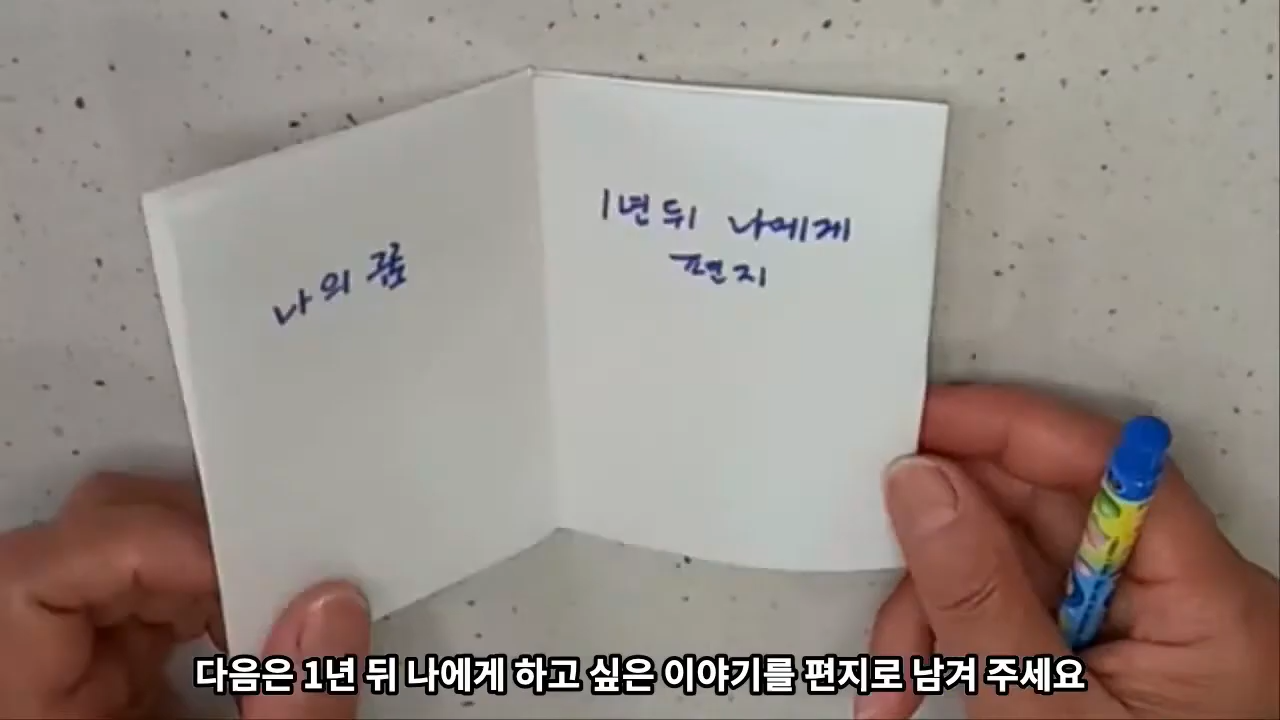 나의 꿈
1년 뒤 나에게
편지
다음은 1년 뒤 나에게 하고 싶은 이야기를 편지로 남겨 주세요